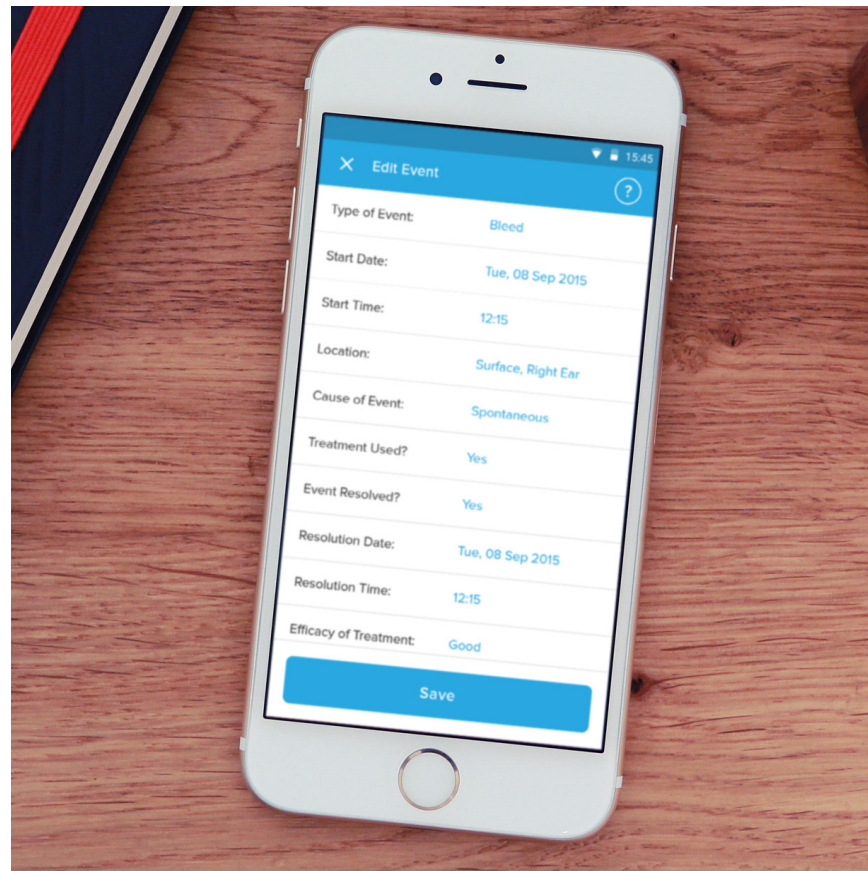 15:45
Edit Event
?
Type of Event: Bleed
Start Date: Tue, 08 Sep 2015
Start Time: 12:15
Location: Surface, Right Ear
Cause of Event: Spontaneous
Treatment Used? Yes
Event Resolved? Yes
Resolution Date: Tue, 08 Sep 2015
Resolution Time: 12:15
Efficacy of Treatment: Good
Save